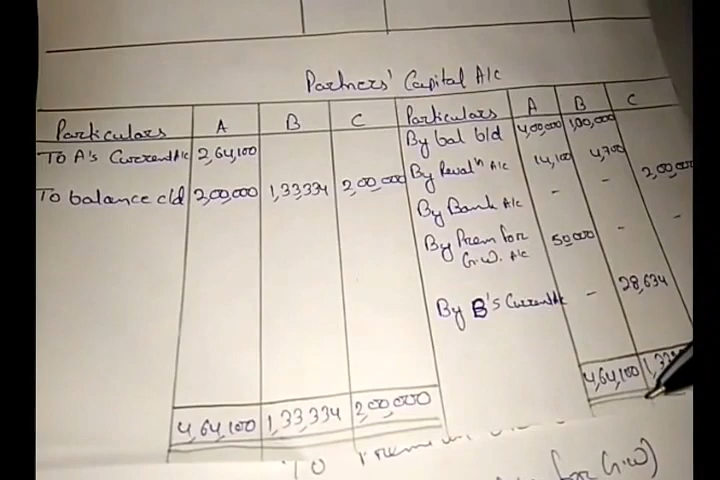 Partners' Capital A/c
Particulars A B C Particulars A B C
To A's Current A/c 2,64,100 By bal b/d 4,00,000 1,00,000
By Reval'n A/c 14,100 4,700
To balance c/d 2,00,000 1,33,334 2,00,000 By Bank A/c - - 2,00,000
By Prem for G.W. A/c 50,000 - -
By B's Current A/c - 28,634
4,64,100 1,33,334 2,00,000 4,64,100
To
for G.W)